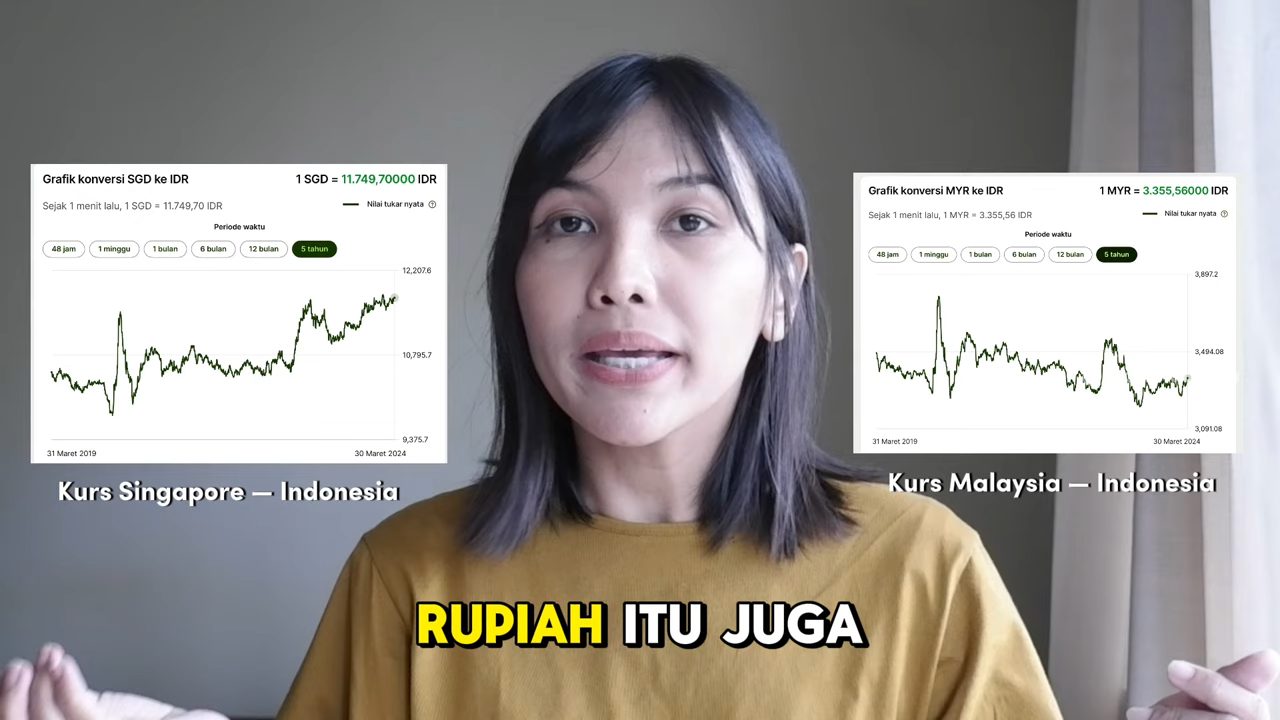 Grafik konversi SGD ke IDR
1 SGD = 11.749,70000 IDR
Sejak 1 menit lalu, 1 SGD = 11.749,70 IDR
Nilai tukar nyata
Periode waktu
48 jam
1 minggu
1 bulan
6 bulan
12 bulan
5 tahun
12,207.6
10,795.7
9,375.7
31 Maret 2019
30 Maret 2024
Kurs Singapore — Indonesia
Grafik konversi MYR ke IDR
1 MYR = 3.355,56000 IDR
Sejak 1 menit lalu, 1 MYR = 3.355,56 IDR
Nilai tukar nyata
Periode waktu
48 jam
1 minggu
1 bulan
6 bulan
12 bulan
5 tahun
3,897.2
3,494.08
3,091.08
31 Maret 2019
30 Maret 2024
Kurs Malaysia — Indonesia
RUPIAH ITU JUGA